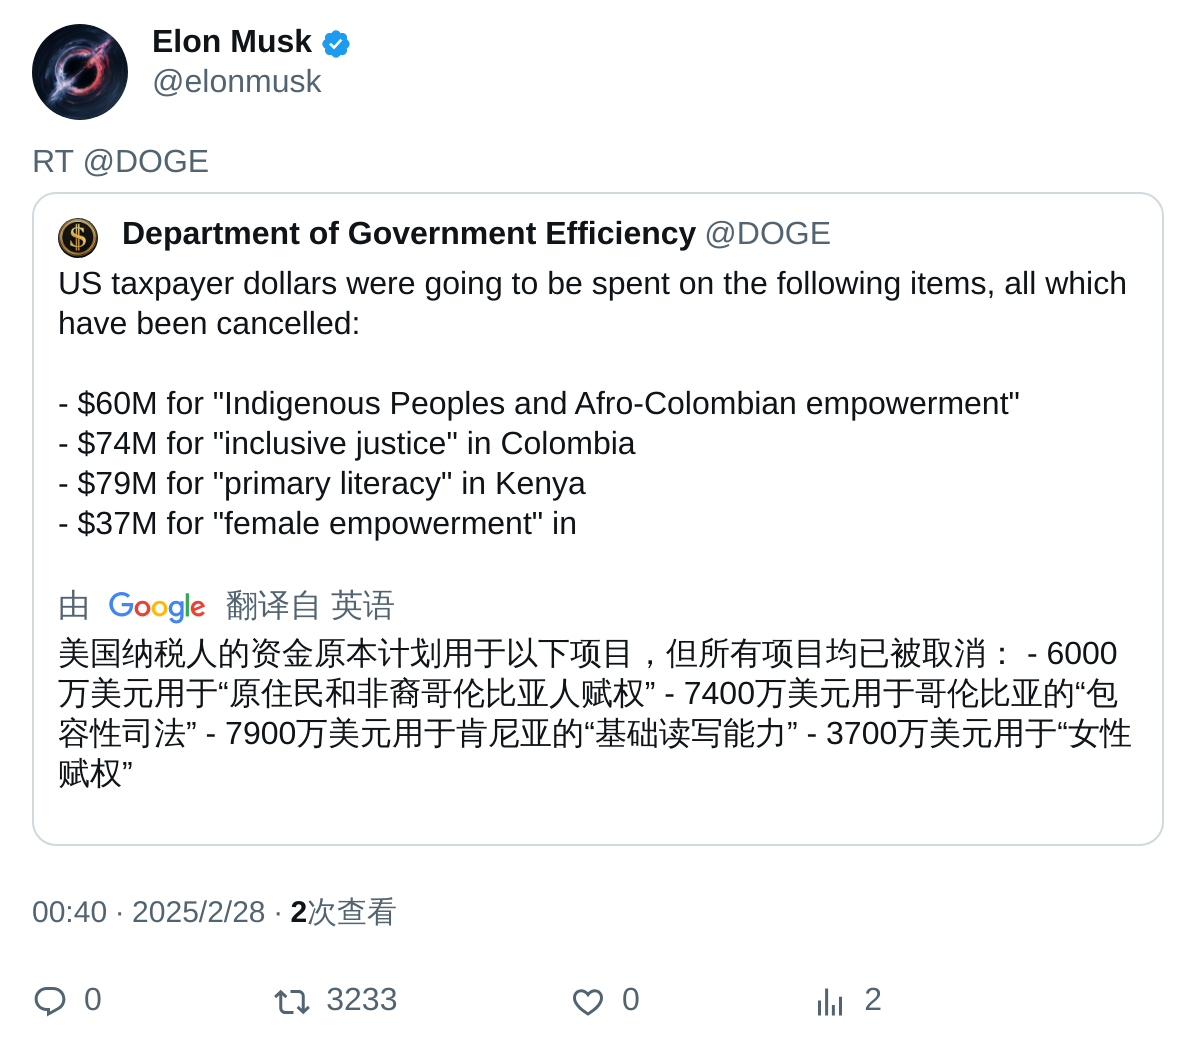 Elon Musk
@elonmusk
RT @DOGE
Department of Government Efficiency @DOGE
US taxpayer dollars were going to be spent on the following items, all which
have been cancelled:
- $60M for "Indigenous Peoples and Afro-Colombian empowerment"
- $74M for "inclusive justice" in Colombia
- $79M for "primary literacy" in Kenya
- $37M for "female empowerment" in
由 Google 翻译自 英语
美国纳税人的资金原本计划用于以下项目，但所有项目均已被取消： - 6000
万美元用于“原住民和非裔哥伦比亚人赋权” - 7400万美元用于哥伦比亚的“包
容性司法” - 7900万美元用于肯尼亚的“基础读写能力” - 3700万美元用于“女性
赋权”
00:40 · 2025/2/28 · 2次查看
0 3233 0 2